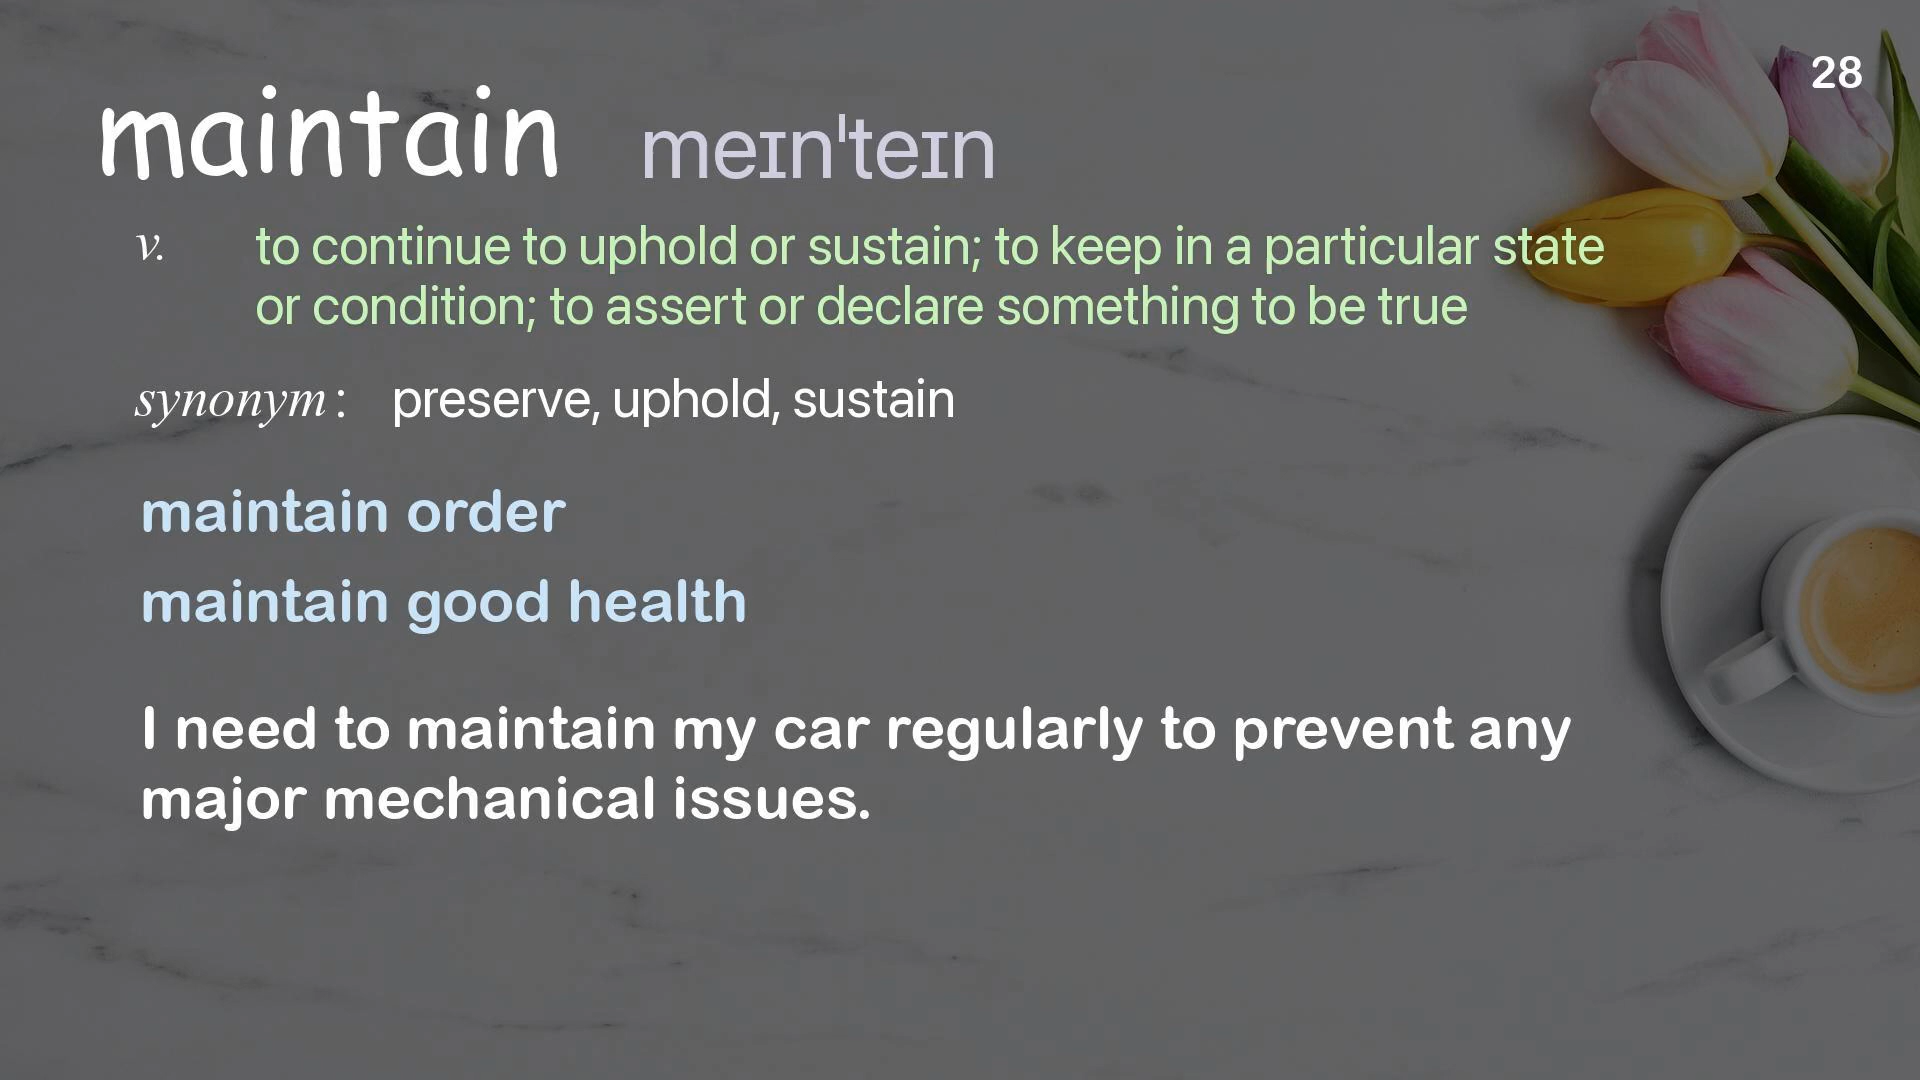 28
maintain meɪnˈteɪn
v. to continue to uphold or sustain; to keep in a particular state
or condition; to assert or declare something to be true
synonym: preserve, uphold, sustain
maintain order
maintain good health
I need to maintain my car regularly to prevent any
major mechanical issues.